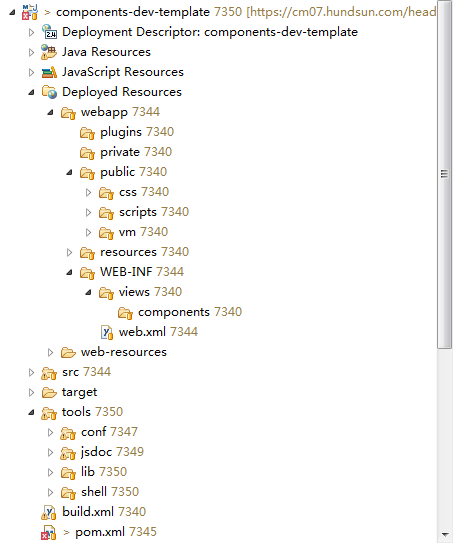 > components-dev-template 7350 [https://cm07.hundsun.com/head
Deployment Descriptor: components-dev-template
Java Resources
JavaScript Resources
Deployed Resources
webapp 7344
plugins 7340
private 7340
public 7340
css 7340
scripts 7340
vm 7340
resources 7340
WEB-INF 7344
views 7340
components 7340
web.xml 7344
web-resources
src 7344
target
tools 7350
conf 7347
jsdoc 7349
lib 7350
shell 7350
build.xml 7340
> pom.xml 7345